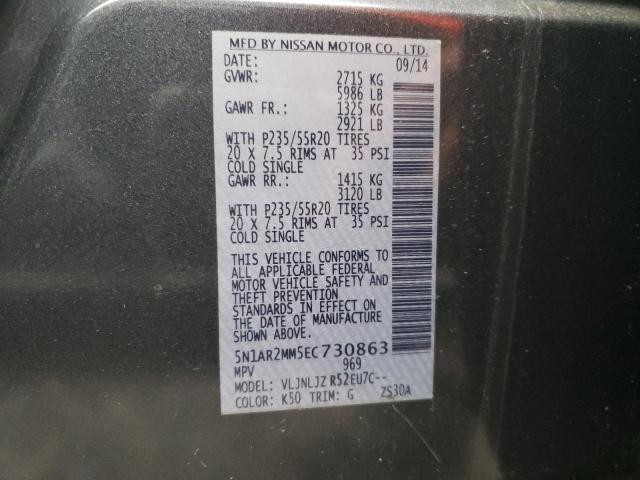 MFD BY NISSAN MOTOR CO., LTD.
DATE: 09/14
GVWR: 2715 KG
5986 LB
GAWR FR.: 1325 KG
2921 LB
WITH P235/55R20 TIRES
20 X 7.5 RIMS AT 35 PSI
COLD SINGLE
GAWR RR.: 1415 KG
3120 LB
WITH P235/55R20 TIRES
20 X 7.5 RIMS AT 35 PSI
COLD SINGLE
THIS VEHICLE CONFORMS TO
ALL APPLICABLE FEDERAL
MOTOR VEHICLE SAFETY AND
THEFT PREVENTION
STANDARDS IN EFFECT ON
THE DATE OF MANUFACTURE
SHOWN ABOVE.
5N1AR2MM5EC730863
MPV 969
MODEL: VLJNLJZ R52EU7C--
COLOR: K50 TRIM: G ZS30A